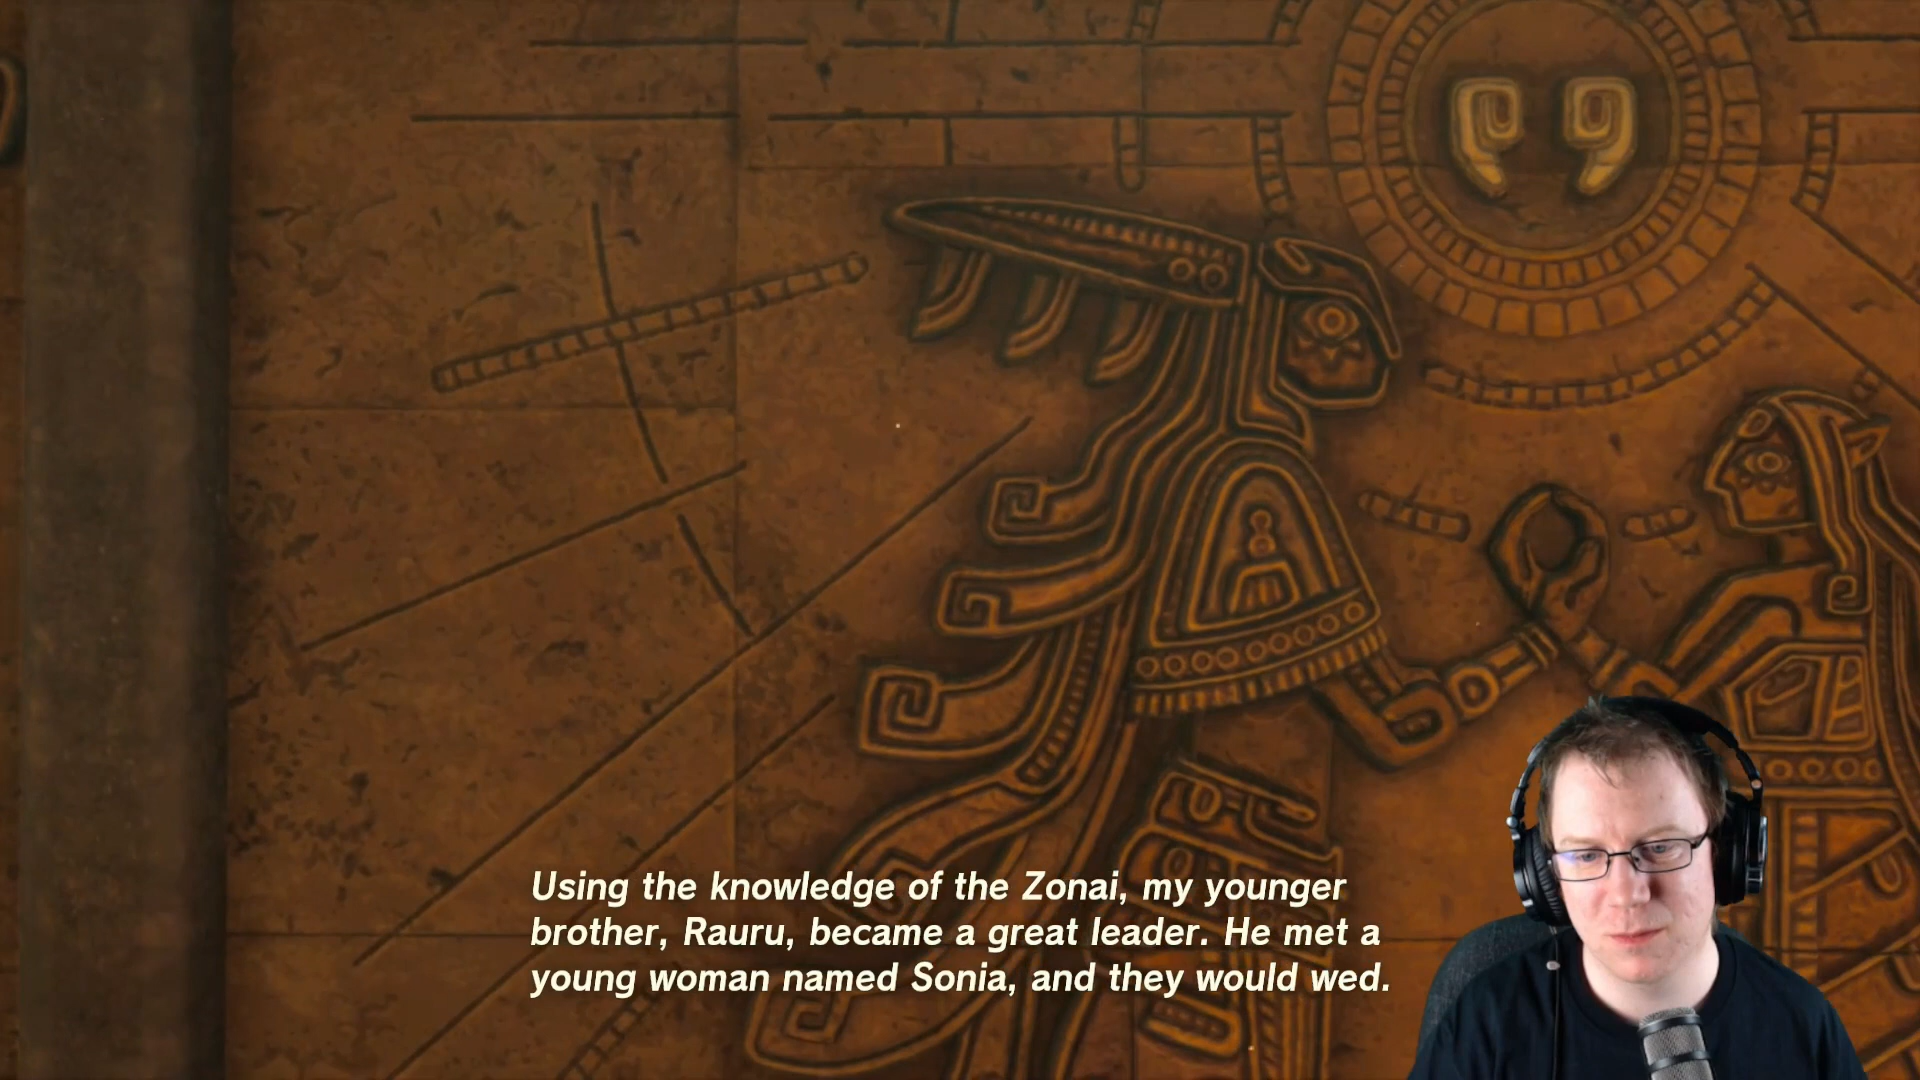 Using the knowledge of the Zonai, my younger
brother, Rauru, became a great leader. He met a
young woman named Sonia, and they would wed.